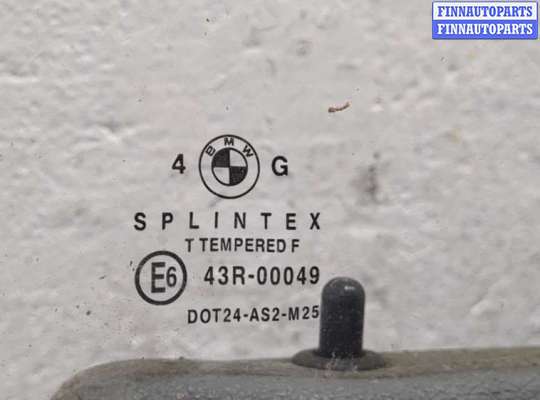 FINNAUTOPARTS
FINNAUTOPARTS
4 BMW G
SPLINTEX
T TEMPERED F
E6 43R-00049
DOT24-AS2-M25